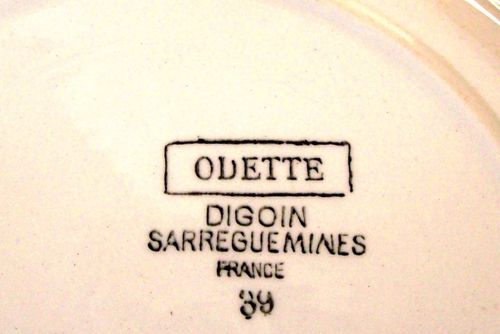 ODETTE
DIGOIN
SARREGUEMINES
FRANCE
39